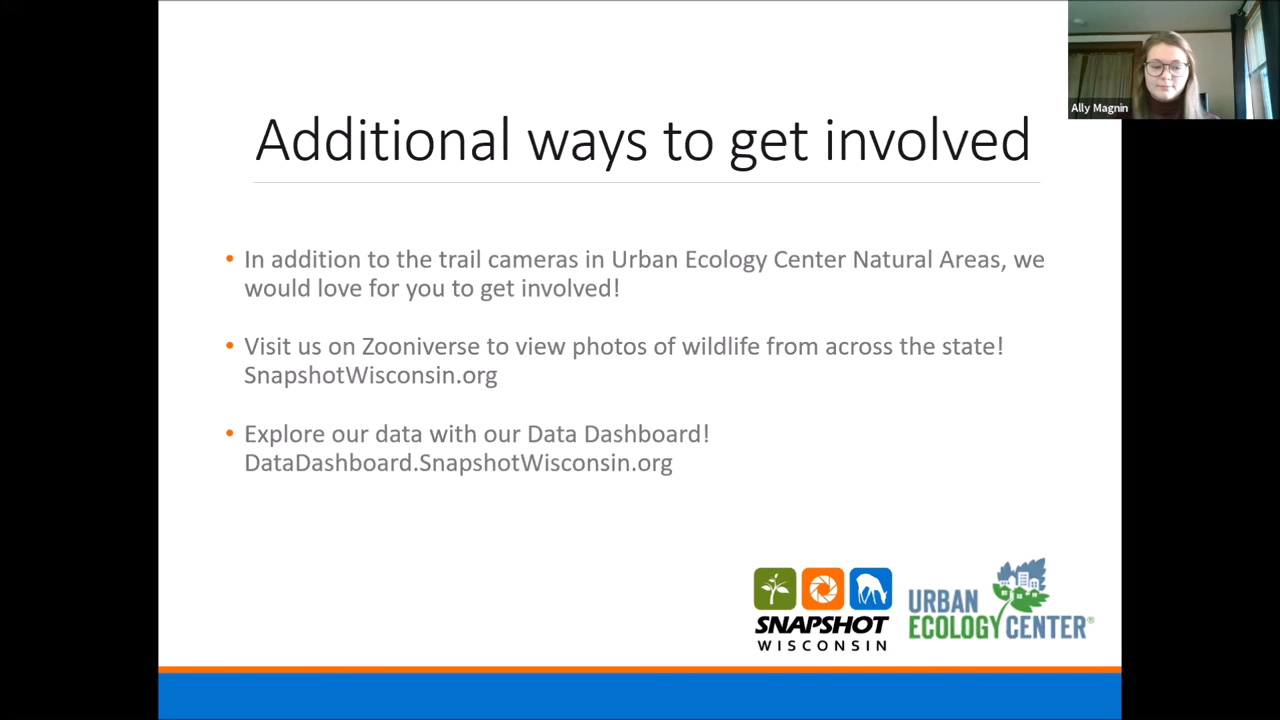 Ally Magnin
Additional ways to get involved
• In addition to the trail cameras in Urban Ecology Center Natural Areas, we
would love for you to get involved!
• Visit us on Zooniverse to view photos of wildlife from across the state!
SnapshotWisconsin.org
• Explore our data with our Data Dashboard!
DataDashboard.SnapshotWisconsin.org
SNAPSHOT
WISCONSIN
URBAN
ECOLOGY CENTER®